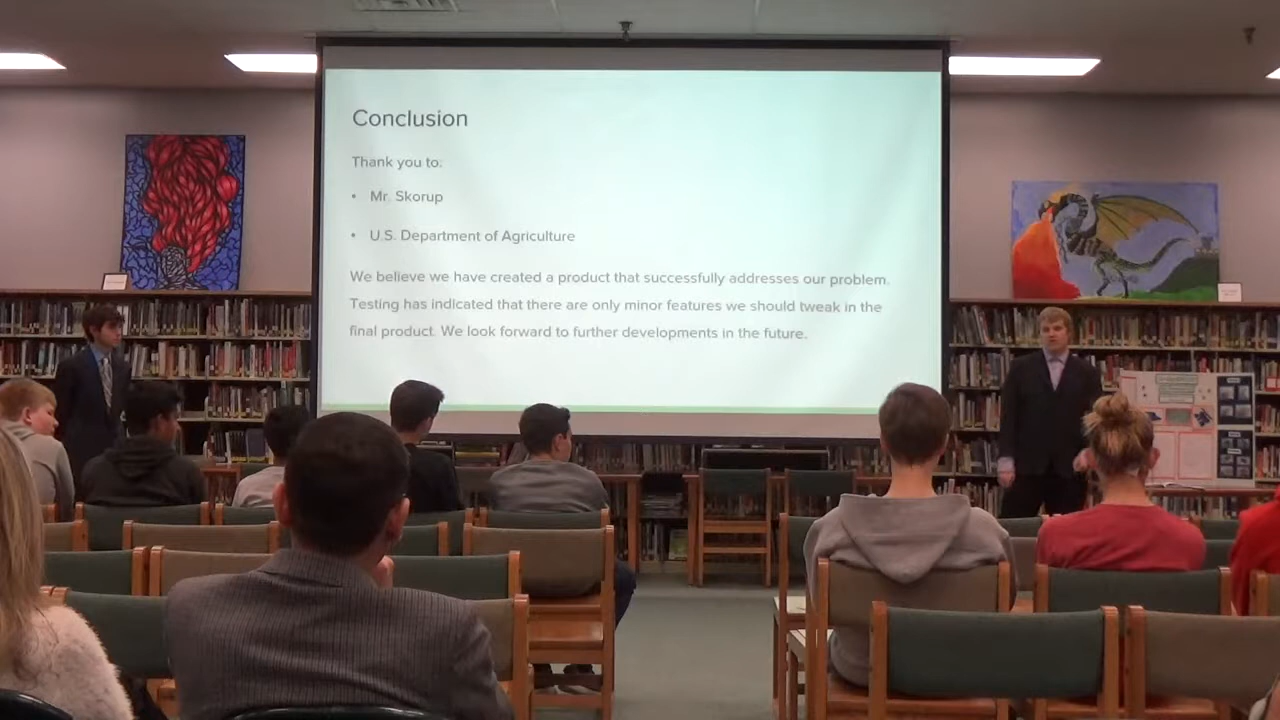 Conclusion
Thank you to:
• Mr. Skorup
• U.S. Department of Agriculture
We believe we have created a product that successfully addresses our problem.
Testing has indicated that there are only minor features we should tweak in the
final product. We look forward to further developments in the future.